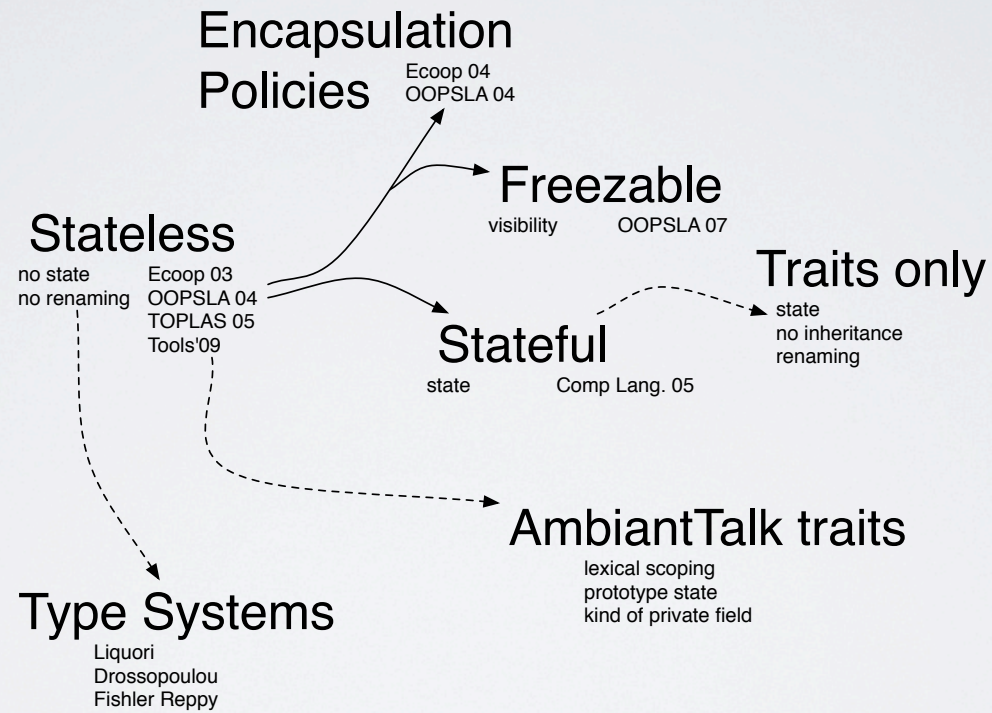 Encapsulation
Policies
Ecoop 04
OOPSLA 04
Freezable
visibility OOPSLA 07
Stateless
no state
no renaming
Ecoop 03
OOPSLA 04
TOPLAS 05
Tools'09
Traits only
state
no inheritance
renaming
Stateful
state Comp Lang. 05
AmbiantTalk traits
lexical scoping
prototype state
kind of private field
Type Systems
Liquori
Drossopoulou
Fishler Reppy